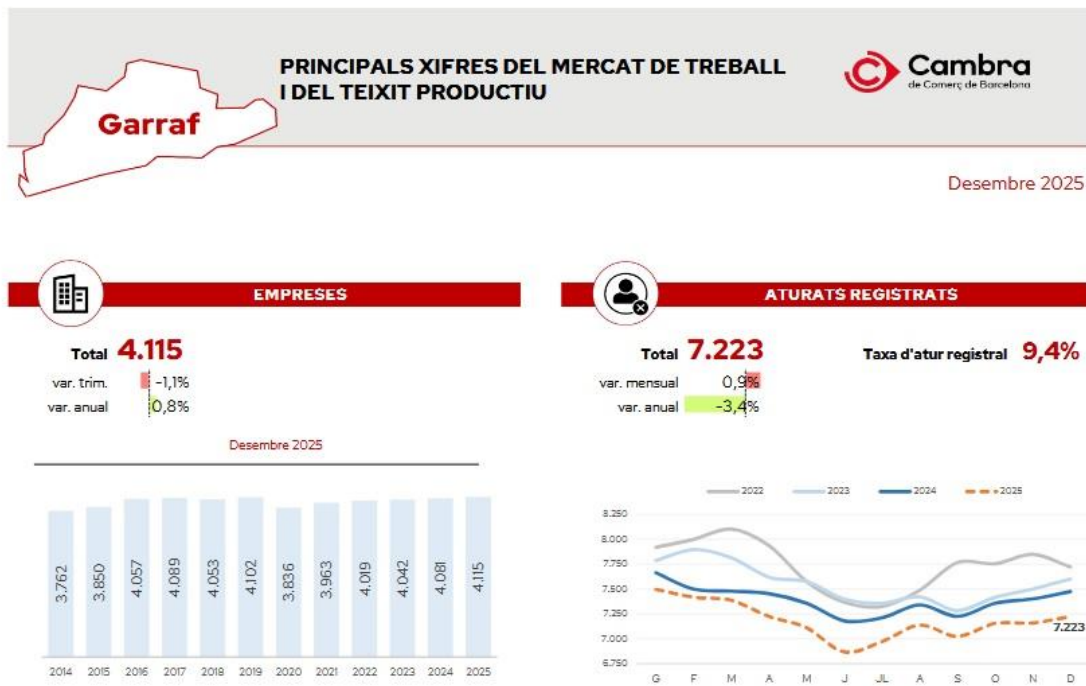 PRINCIPALS XIFRES DEL MERCAT DE TREBALL
I DEL TEIXIT PRODUCTIU
Cambra
de Comerç de Barcelona
Garraf
Desembre 2025
EMPRESES
Total 4.115
var. trim. -1,1%
var. anual 0,8%
Desembre 2025
3.762 3.850 4.057 4.089 4.053 4.102 3.836 3.963 4.019 4.042 4.081 4.115
2014 2015 2016 2017 2018 2019 2020 2021 2022 2023 2024 2025
ATURATS REGISTRATS
Total 7.223 Taxa d'atur registral 9,4%
var. mensual 0,9%
var. anual -3,4%
2022 2023 2024 2025
8.250
8.000
7.750
7.500
7.250
7.000
6.750
7.223
G F M A M J JL A S O N D